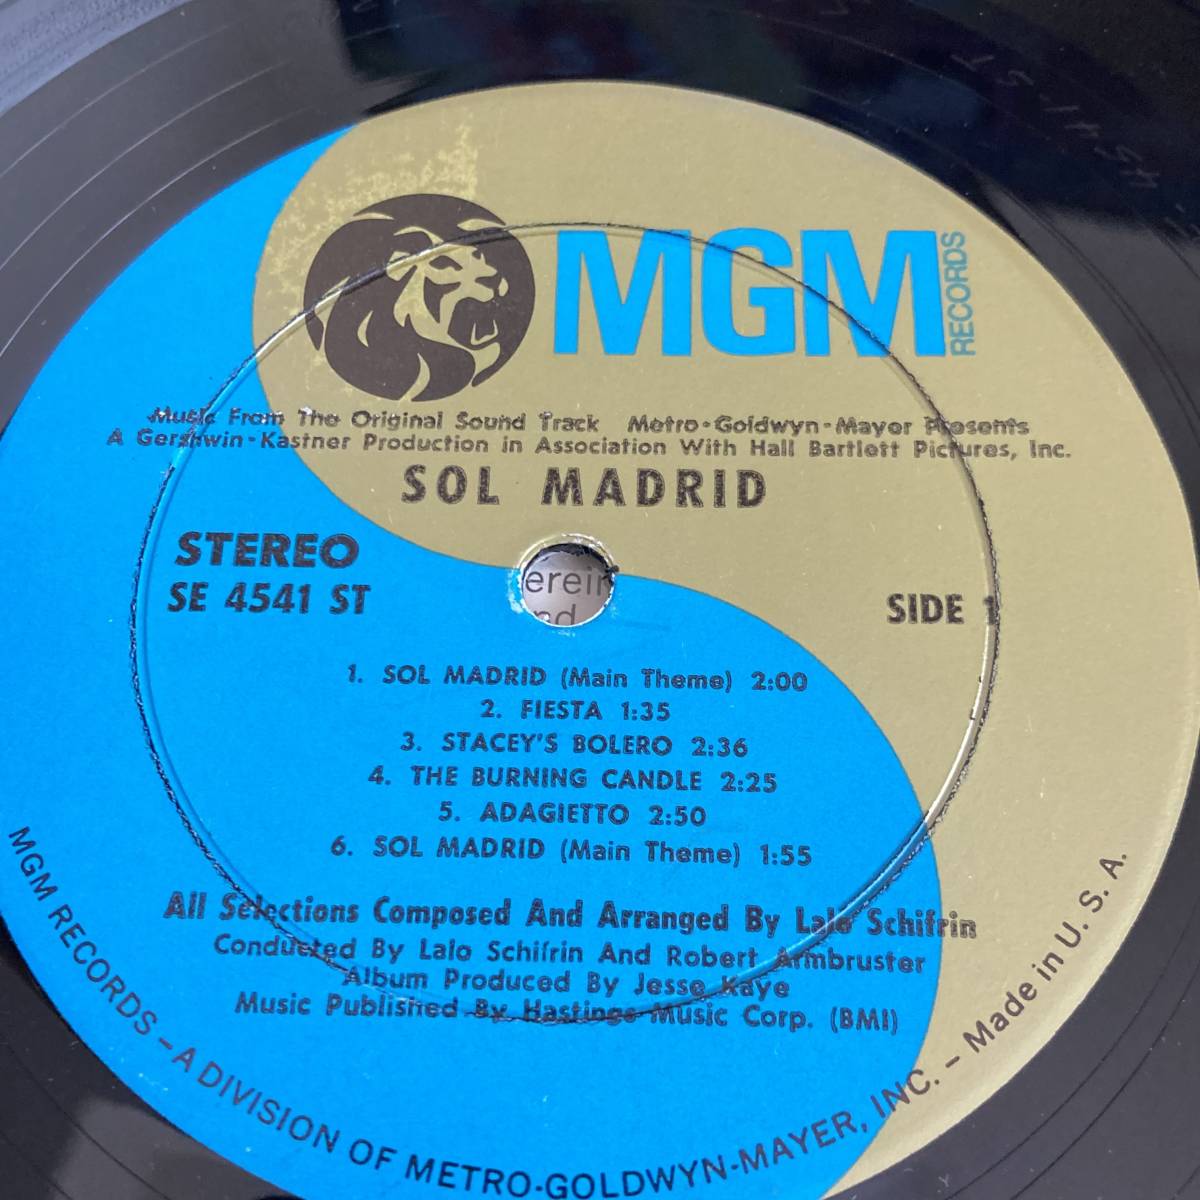 MGM
RECORDS
Music From The Original Sound Track Metro-Goldwyn-Mayer Presents
A Gershwin-Kastner Production in Association With Hall Bartlett Pictures, Inc.
SOL MADRID
STEREO
SE 4541 ST
SIDE 1
erein
nd
1. SOL MADRID (Main Theme) 2:00
2. FIESTA 1:35
3. STACEY'S BOLERO 2:36
4. THE BURNING CANDLE 2:25
5. ADAGIETTO 2:50
6. SOL MADRID (Main Theme) 1:55
All Selections Composed And Arranged By Lalo Schifrin
Conducted By Lalo Schifrin And Robert Armbruster
Album Produced By Jesse Kaye
Music Published By Hastings Music Corp. (BMI)
MGM RECORDS – A DIVISION OF METRO-GOLDWYN-MAYER, INC. – Made in U. S. A.